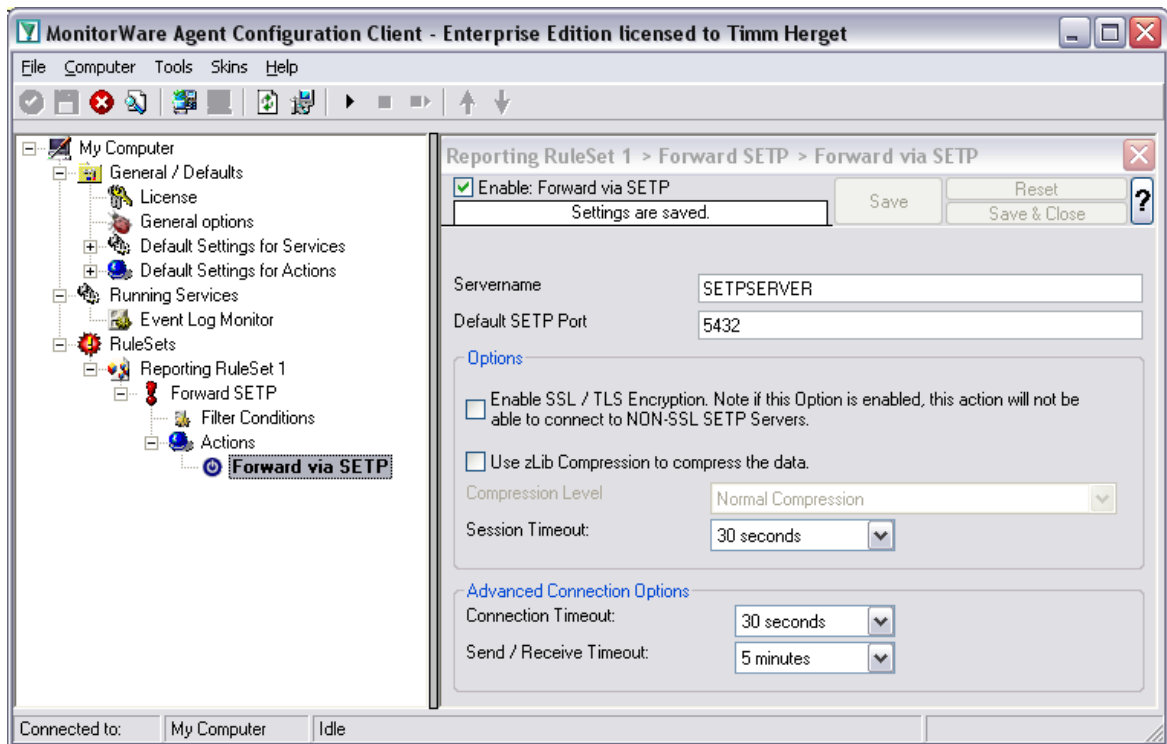 MonitorWare Agent Configuration Client - Enterprise Edition licensed to Timm Herget
File Computer Tools Skins Help
My Computer
General / Defaults
License
General options
Default Settings for Services
Default Settings for Actions
Running Services
Event Log Monitor
RuleSets
Reporting RuleSet 1
Forward SETP
Filter Conditions
Actions
Forward via SETP
Reporting RuleSet 1 > Forward SETP > Forward via SETP
Enable: Forward via SETP
Settings are saved.
Save
Reset
Save & Close
?
Servername
SETPSERVER
Default SETP Port
5432
Options
Enable SSL / TLS Encryption. Note if this Option is enabled, this action will not be
able to connect to NON-SSL SETP Servers.
Use zLib Compression to compress the data.
Compression Level
Normal Compression
Session Timeout:
30 seconds
Advanced Connection Options
Connection Timeout:
30 seconds
Send / Receive Timeout:
5 minutes
Connected to:
My Computer
Idle